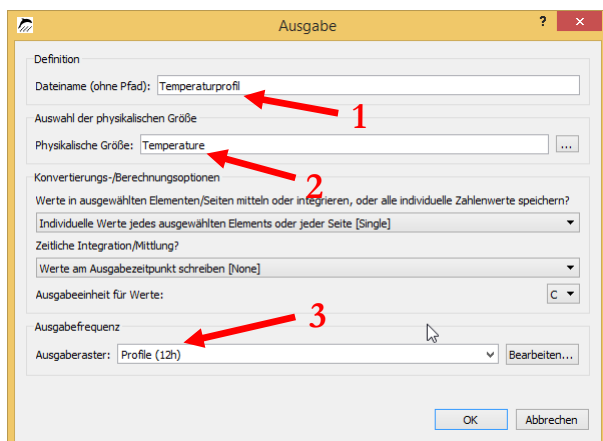 Ausgabe
?
×
Definition
Dateiname (ohne Pfad): Temperaturprofil
1
Auswahl der physikalischen Größe
Physikalische Größe: Temperature
...
2
Konvertierungs-/Berechnungsoptionen
Werte in ausgewählten Elementen/Seiten mitteln oder integrieren, oder alle individuelle Zahlenwerte speichern?
Individuelle Werte jedes ausgewählten Elements oder jeder Seite [Single]
Zeitliche Integration/Mittlung?
Werte am Ausgabezeitpunkt schreiben [None]
Ausgabeeinheit für Werte: C
3
Ausgabefrequenz
Ausgaberaster: Profile (12h) Bearbeiten...
OK Abbrechen